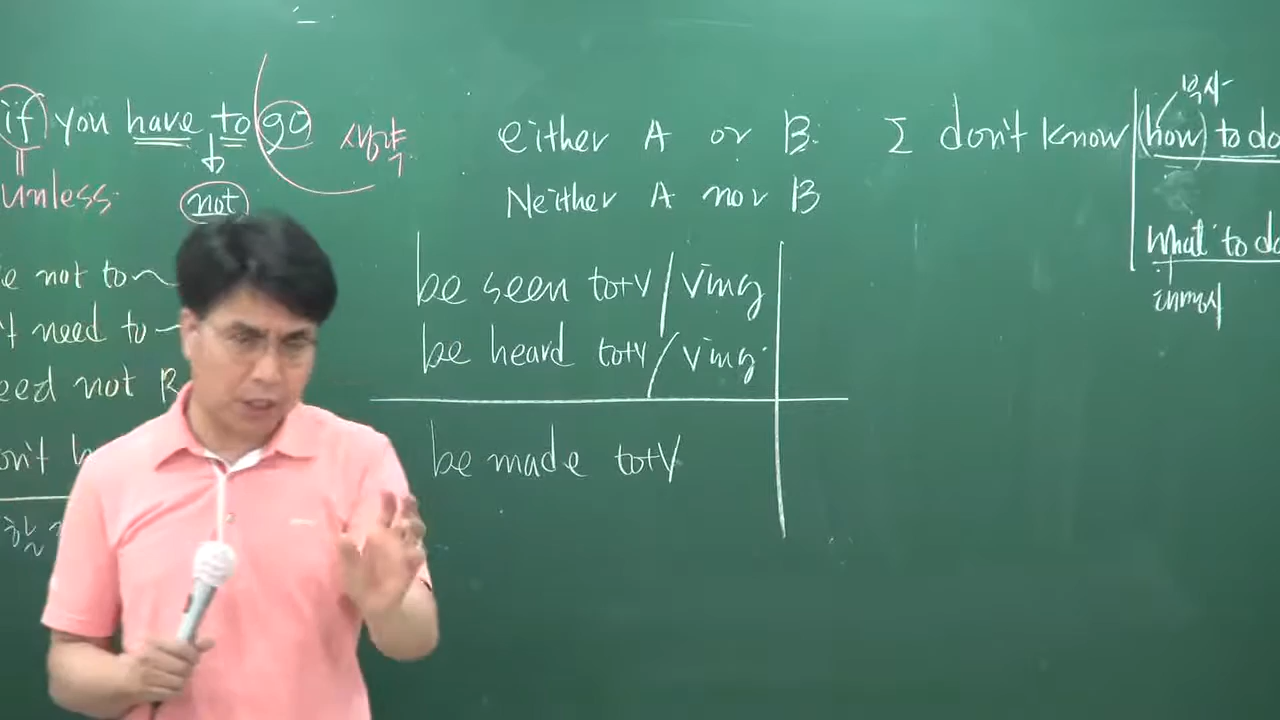 if you have to go 생략
not
unless
not to~
need to ~
not R
either A or B.
Neither A nor B
be seen to+V / Ving
be heard to+V / Ving.
be made to+V
I don't know (how) to do
부사
what to do
대명사